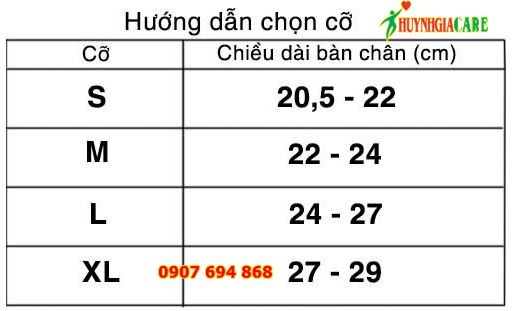 Hướng dẫn chọn cỡ
HUYNHGIACARE
Cỡ Chiều dài bàn chân (cm)
S 20,5 - 22
M 22 - 24
L 24 - 27
XL 0907 694 868 27 - 29